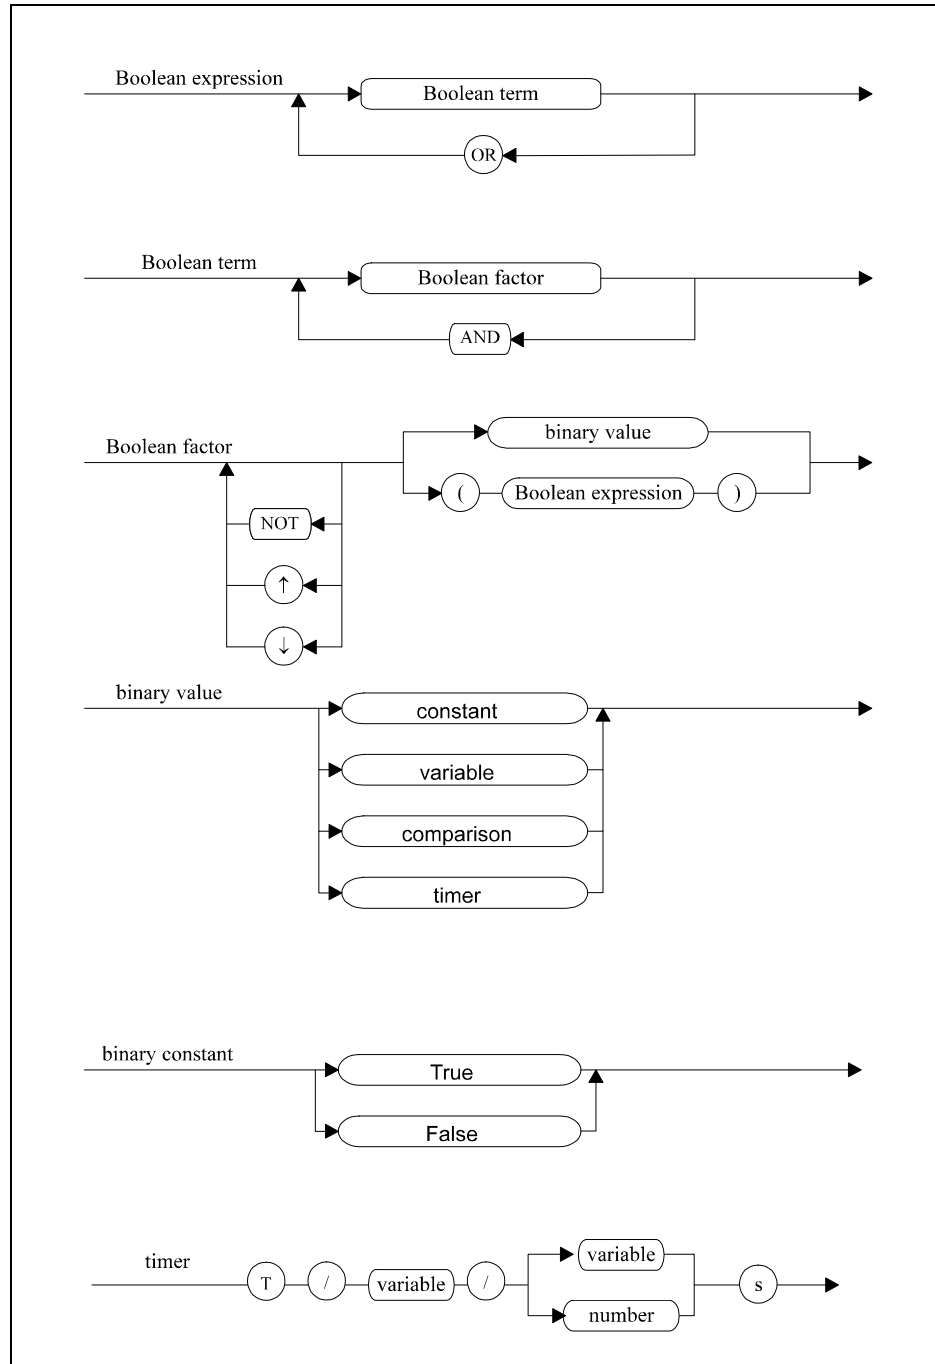 Boolean expression
Boolean term
OR
Boolean term
Boolean factor
AND
Boolean factor
binary value
( Boolean expression )
NOT
↑
↓
binary value
constant
variable
comparison
timer
binary constant
True
False
timer
T / variable / variable s
number